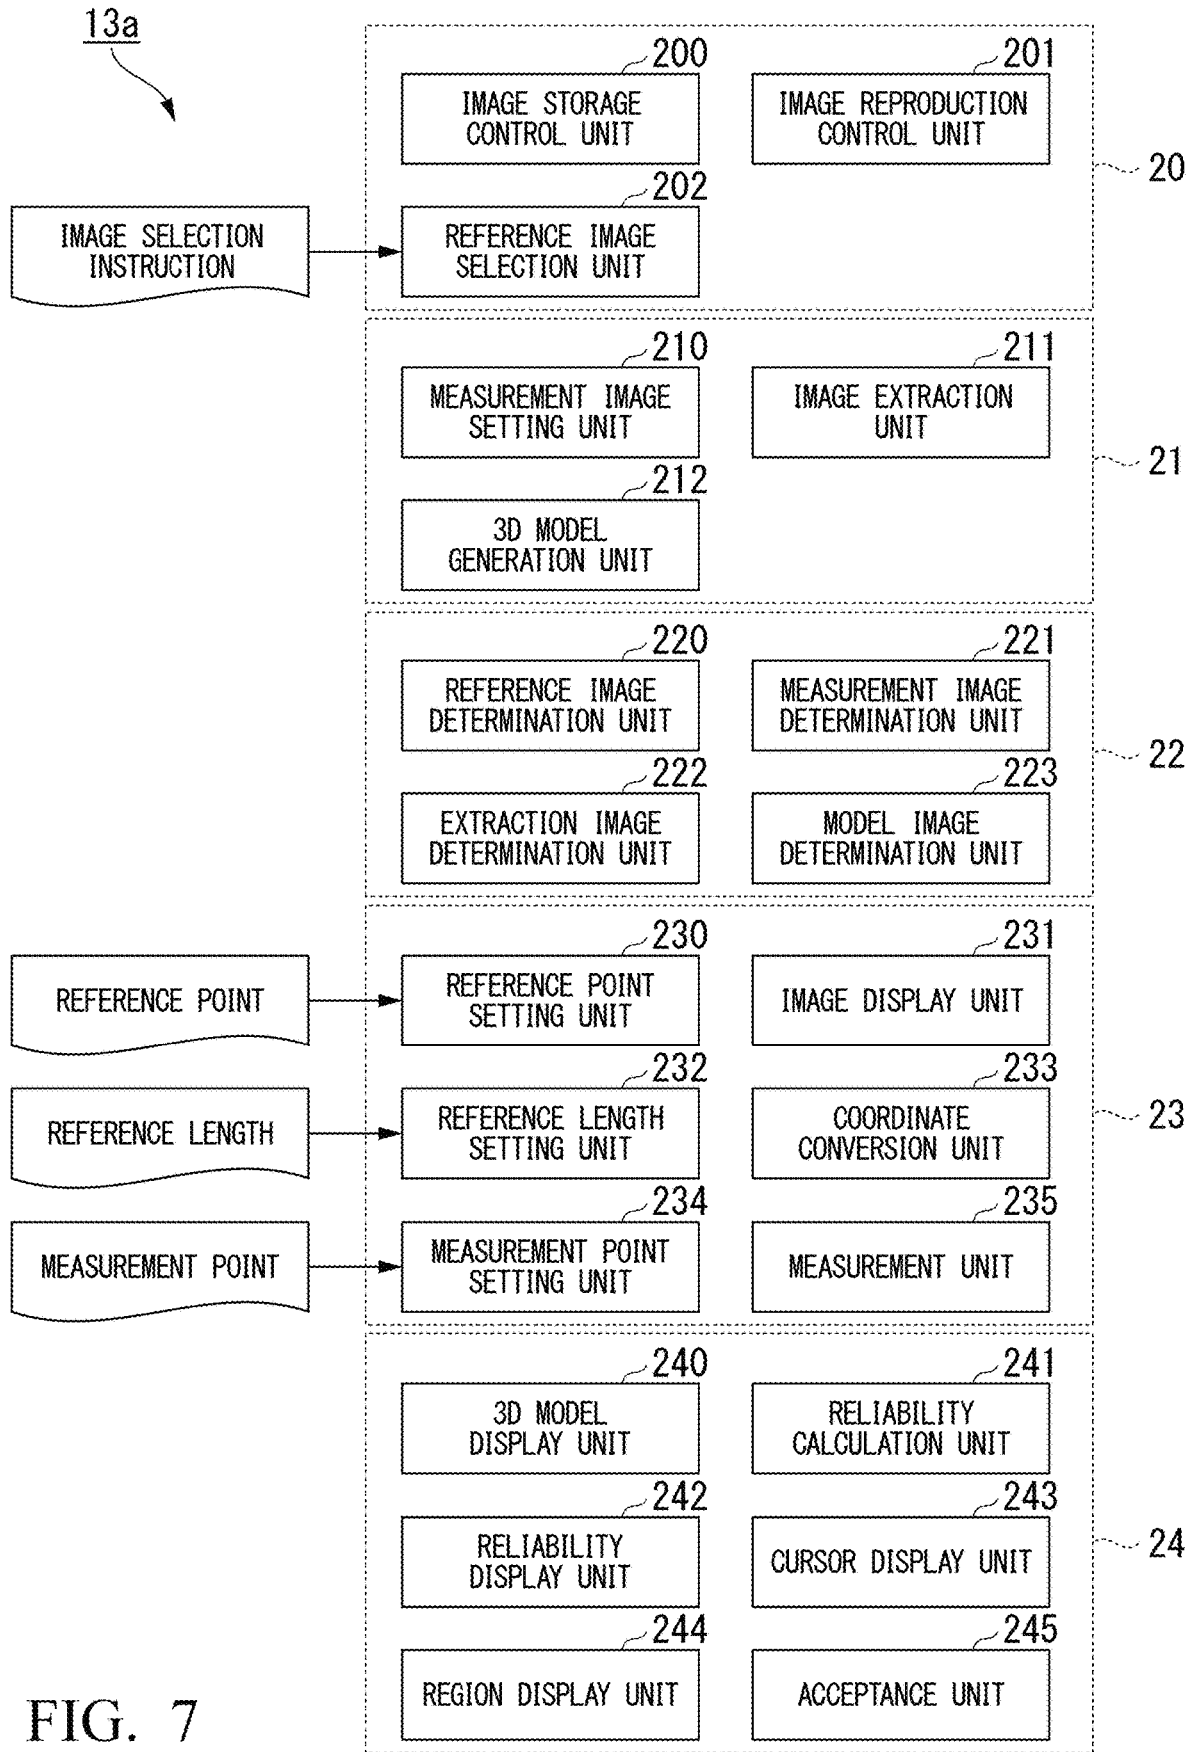 13a
200
201
IMAGE STORAGE
CONTROL UNIT
IMAGE REPRODUCTION
CONTROL UNIT
20
202
IMAGE SELECTION
INSTRUCTION
REFERENCE IMAGE
SELECTION UNIT
210
211
MEASUREMENT IMAGE
SETTING UNIT
IMAGE EXTRACTION
UNIT
21
212
3D MODEL
GENERATION UNIT
220
221
REFERENCE IMAGE
DETERMINATION UNIT
MEASUREMENT IMAGE
DETERMINATION UNIT
22
222
223
EXTRACTION IMAGE
DETERMINATION UNIT
MODEL IMAGE
DETERMINATION UNIT
230
231
REFERENCE POINT
REFERENCE POINT
SETTING UNIT
IMAGE DISPLAY UNIT
232
233
REFERENCE LENGTH
REFERENCE LENGTH
SETTING UNIT
COORDINATE
CONVERSION UNIT
23
234
235
MEASUREMENT POINT
MEASUREMENT POINT
SETTING UNIT
MEASUREMENT UNIT
240
241
3D MODEL
DISPLAY UNIT
RELIABILITY
CALCULATION UNIT
242
243
RELIABILITY
DISPLAY UNIT
CURSOR DISPLAY UNIT
24
244
245
REGION DISPLAY UNIT
ACCEPTANCE UNIT
FIG. 7